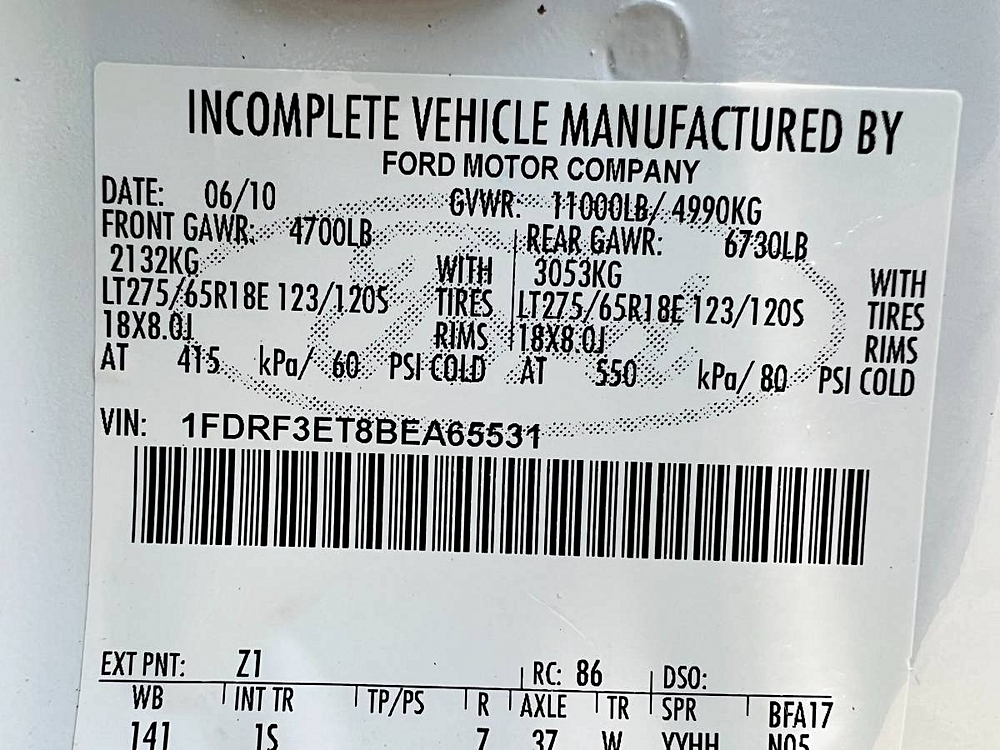 INCOMPLETE VEHICLE MANUFACTURED BY
FORD MOTOR COMPANY
DATE: 06/10 GVWR: 11000LB/ 4990KG
FRONT GAWR: 4700LB REAR GAWR: 6730LB
2132KG WITH 3053KG WITH
LT275/65R18E 123/120S TIRES LT275/65R18E 123/120S TIRES
18X8.0J RIMS 18X8.0J RIMS
AT 415 kPa/ 60 PSI COLD AT 550 kPa/ 80 PSI COLD
VIN: 1FDRF3ET8BEA65531
EXT PNT: Z1 RC: 86 DSO:
WB INT TR TP/PS R AXLE TR SPR BFA17
141 1S 7 37 W YYHH N05